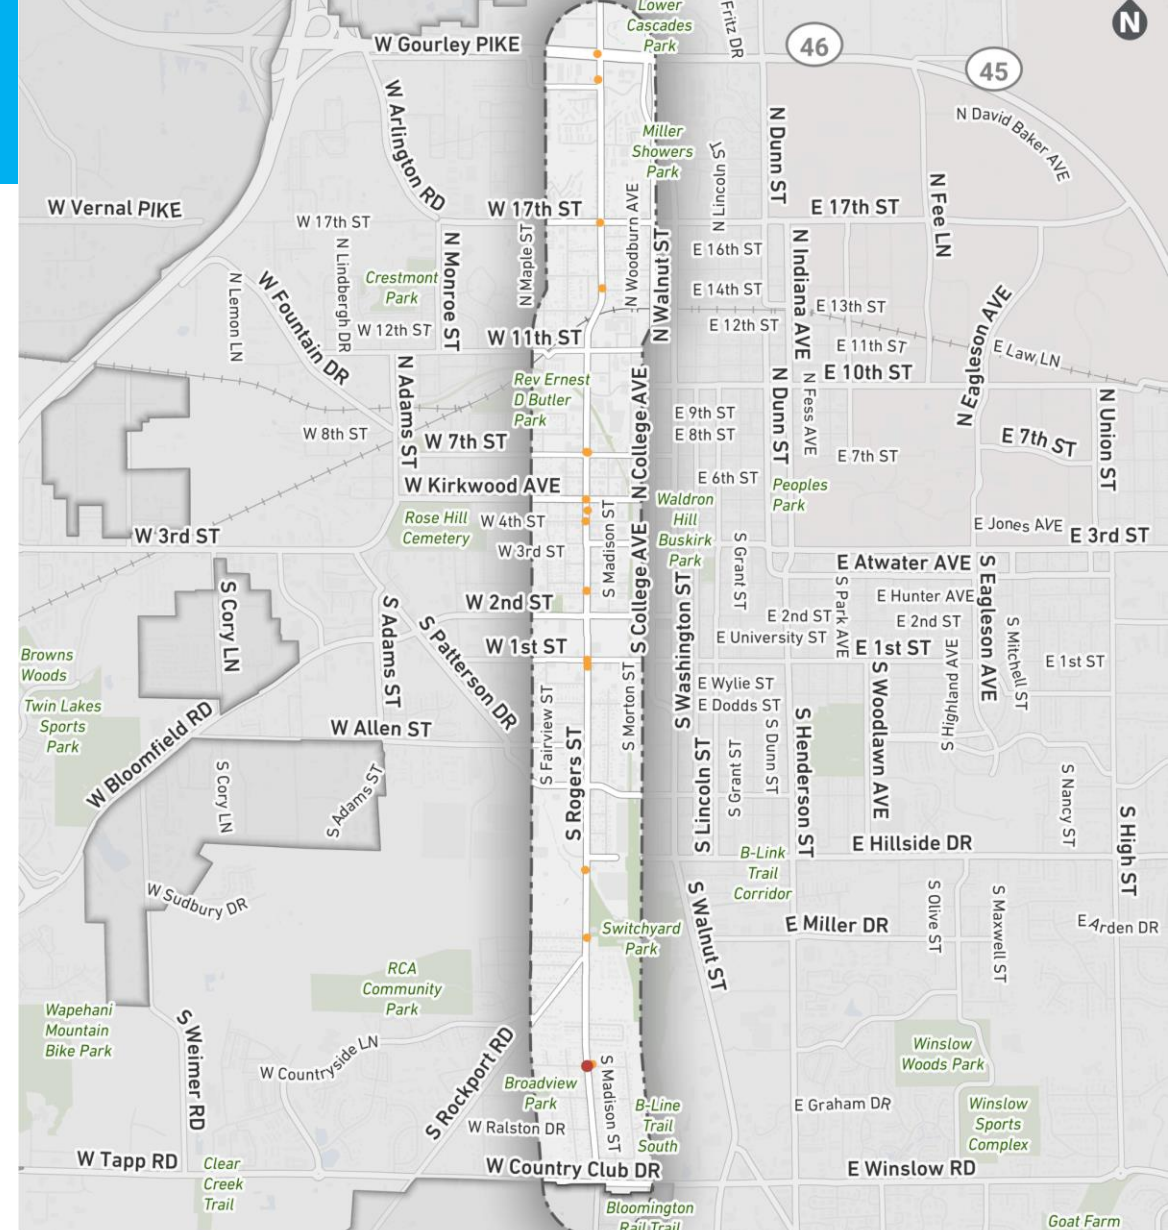 Lower
Cascades
Park
Fritz DR
N
W Gourley PIKE
46
45
W Arlington RD
Miller
Showers
Park
N Lincoln ST
N Dunn ST
N David Baker AVE
W Vernal PIKE
W 17th ST
W 17th ST
E 17th ST
N Fee LN
N Lindbergh DR
N Monroe ST
N Maple ST
N Woodburn AVE
N Walnut ST
E 16th ST
N Indiana AVE
Crestmont
Park
N Lemon LN
W Fountain DR
E 14th ST
E 13th ST
W 12th ST
W 11th ST
E 12th ST
E 11th ST
N Eagleson AVE
E Law LN
N Adams ST
Rev Ernest
D Butler
Park
N College AVE
N Dunn ST
N Fess AVE
E 10th ST
N Union ST
E 9th ST
E 8th ST
W 8th ST
W 7th ST
E 7th ST
E 7th ST
E 6th ST
W Kirkwood AVE
Peoples
Park
Waldron
Hill
Buskirk
Park
Rose Hill
Cemetery
W 4th ST
S Madison ST
S College AVE
W 3rd ST
W 3rd ST
E Jones AVE
E 3rd ST
S Grant ST
E Atwater AVE
S Eagleson AVE
S Cory LN
S Adams ST
S Patterson DR
W 2nd ST
S Washington ST
S Park AVE
E Hunter AVE
E 2nd ST
E 2nd ST
S Mitchell ST
E University ST
W 1st ST
E 1st ST
E 1st ST
S Highland AVE
Browns
Woods
Twin Lakes
Sports
Park
S Fairview ST
S Morton ST
E Wylie ST
E Dodds ST
S Woodlawn AVE
W Bloomfield RD
W Allen ST
S Rogers ST
S Lincoln ST
S Grant ST
S Dunn ST
S Henderson ST
S Cory LN
S Adams ST
S Nancy ST
S High ST
E Hillside DR
B-Link
Trail
Corridor
W Sudbury DR
S Walnut ST
S Olive ST
S Maxwell ST
Switchyard
Park
E Miller DR
E Arden DR
RCA
Community
Park
Wapehani
Mountain
Bike Park
S Weimer RD
W Countryside LN
S Rockport RD
Winslow
Woods Park
Broadview
Park
S Madison ST
B-Line
Trail
South
E Graham DR
Winslow
Sports
Complex
W Ralston DR
W Tapp RD
Clear
Creek
Trail
W Country Club DR
E Winslow RD
Bloomington
Rail Trail
Goat Farm